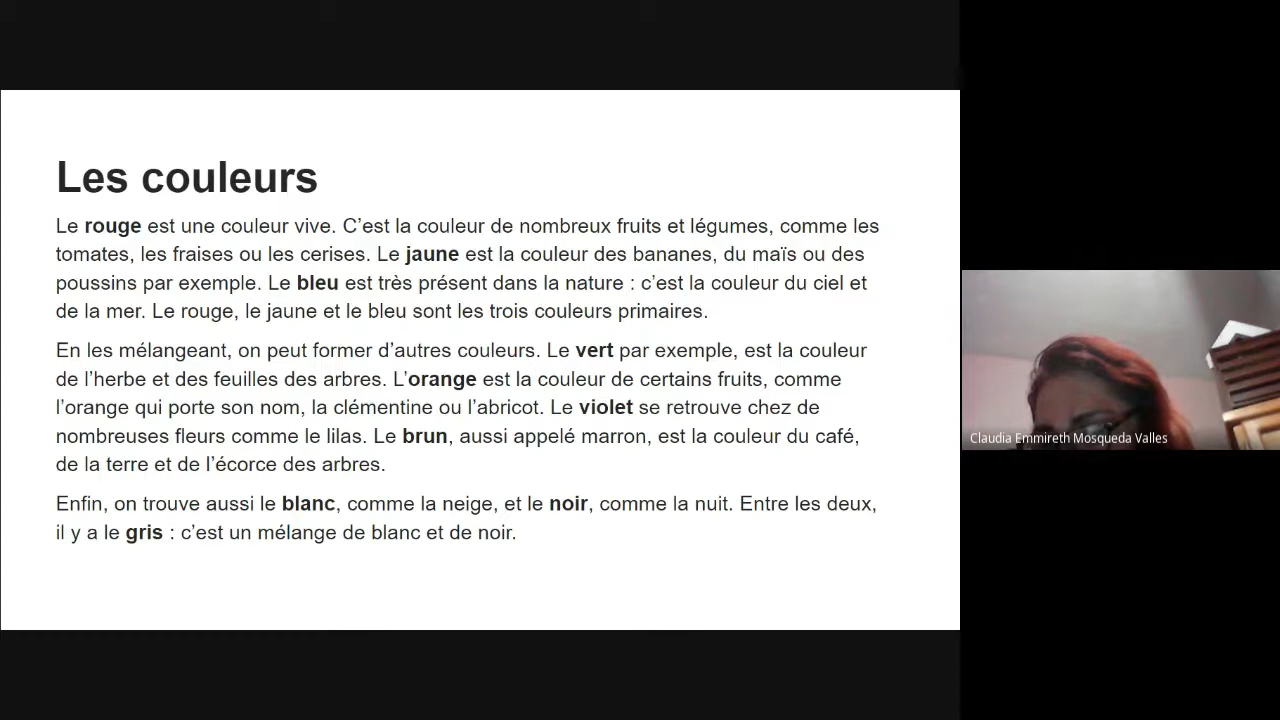 Les couleurs
Le rouge est une couleur vive. C’est la couleur de nombreux fruits et légumes, comme les
tomates, les fraises ou les cerises. Le jaune est la couleur des bananes, du maïs ou des
poussins par exemple. Le bleu est très présent dans la nature : c’est la couleur du ciel et
de la mer. Le rouge, le jaune et le bleu sont les trois couleurs primaires.
En les mélangeant, on peut former d’autres couleurs. Le vert par exemple, est la couleur
de l’herbe et des feuilles des arbres. L’orange est la couleur de certains fruits, comme
l’orange qui porte son nom, la clémentine ou l’abricot. Le violet se retrouve chez de
nombreuses fleurs comme le lilas. Le brun, aussi appelé marron, est la couleur du café,
de la terre et de l’écorce des arbres.
Enfin, on trouve aussi le blanc, comme la neige, et le noir, comme la nuit. Entre les deux,
il y a le gris : c’est un mélange de blanc et de noir.
Claudia Emmireth Mosqueda Valles